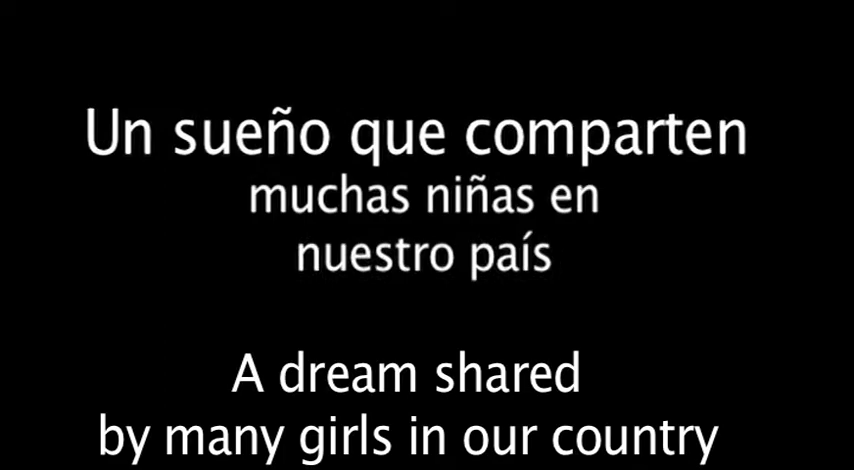 Un sueño que comparten
muchas niñas en
nuestro país
A dream shared
by many girls in our country